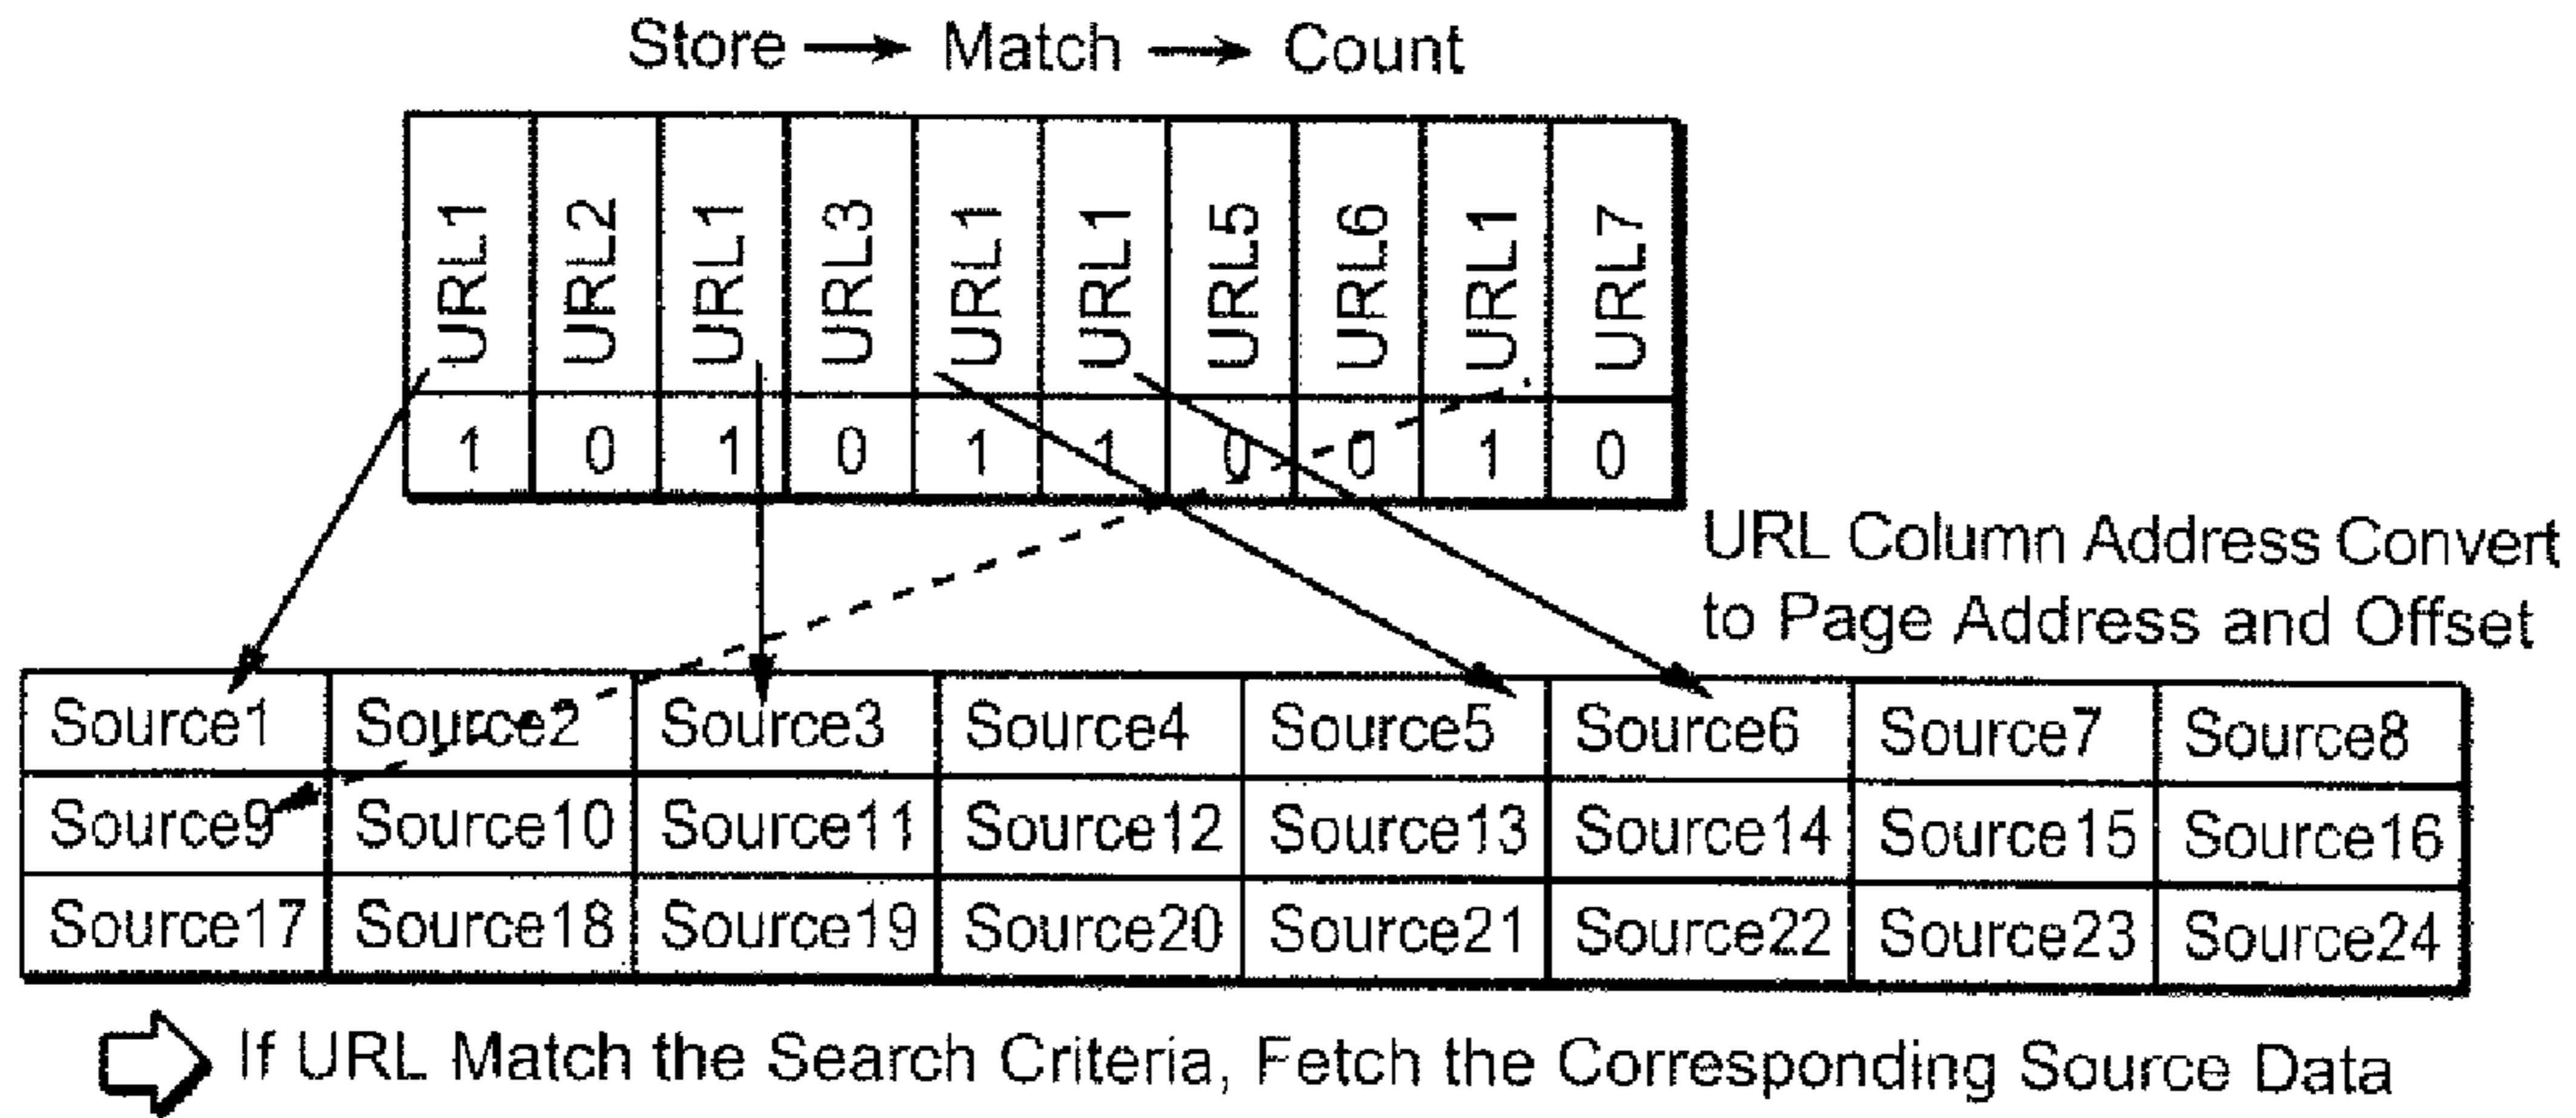 Store → Match → Count
URL1 URL2 URL1 URL3 URL1 URL1 URL5 URL6 URL1 URL7
1 0 1 0 1 1 0 0 1 0
URL Column Address Convert
to Page Address and Offset
Source1 Source2 Source3 Source4 Source5 Source6 Source7 Source8
Source9 Source10 Source11 Source12 Source13 Source14 Source15 Source16
Source17 Source18 Source19 Source20 Source21 Source22 Source23 Source24
If URL Match the Search Criteria, Fetch the Corresponding Source Data